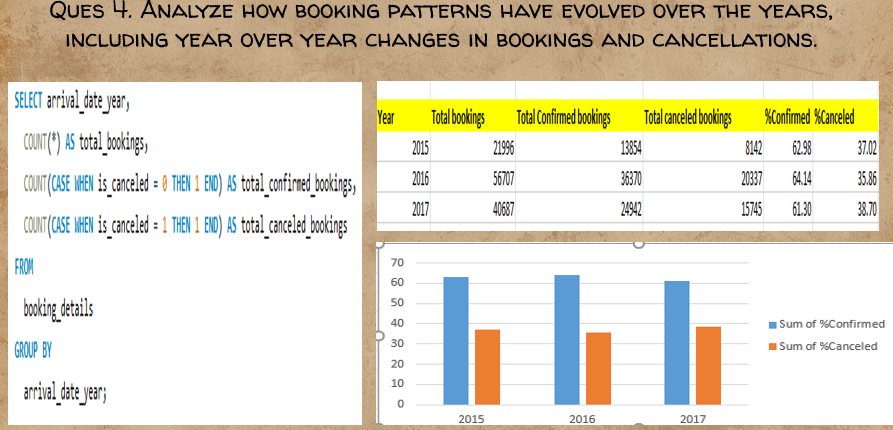 Ques 4. Analyze how booking patterns have evolved over the years,
including year over year changes in bookings and cancellations.
SELECT arrival_date_year,
COUNT(*) AS total_bookings,
COUNT(CASE WHEN is_canceled = 0 THEN 1 END) AS total_confirmed_bookings,
COUNT(CASE WHEN is_canceled = 1 THEN 1 END) AS total_canceled_bookings
FROM
booking_details
GROUP BY
arrival_date_year;
Year Total bookings Total Confirmed bookings Total canceled bookings %Confirmed %Canceled
2015 21996 13854 8142 62.98 37.02
2016 56707 36370 20337 64.14 35.86
2017 40687 24942 15745 61.30 38.70
70
60
50
40
30
20
10
0
2015 2016 2017
Sum of %Confirmed
Sum of %Canceled